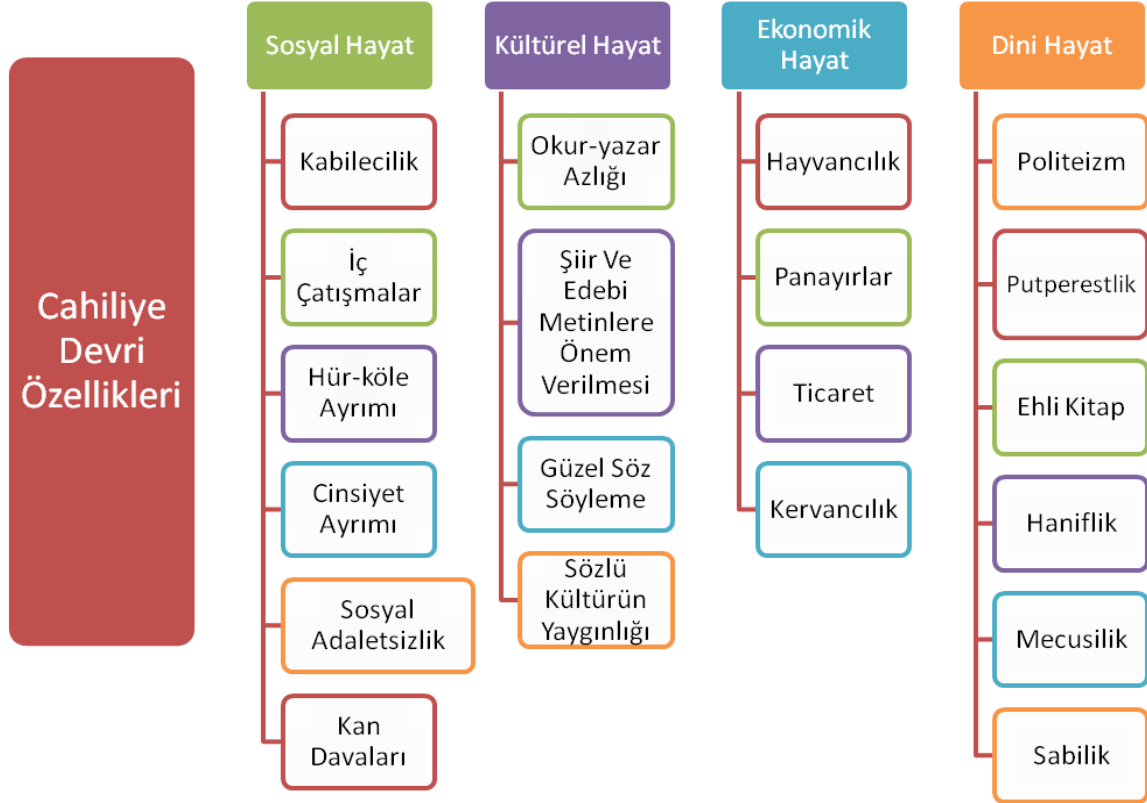 Cahiliye
Devri
Özellikleri
Sosyal Hayat
Kabilecilik
İç
Çatışmalar
Hür-köle
Ayrımı
Cinsiyet
Ayrımı
Sosyal
Adaletsizlik
Kan
Davaları
Kültürel Hayat
Okur-yazar
Azlığı
Şiir Ve
Edebi
Metinlere
Önem
Verilmesi
Güzel Söz
Söyleme
Sözlü
Kültürün
Yaygınlığı
Ekonomik
Hayat
Hayvancılık
Panayırlar
Ticaret
Kervancılık
Dini Hayat
Politeizm
Putperestlik
Ehli Kitap
Haniflik
Mecusilik
Sabilik